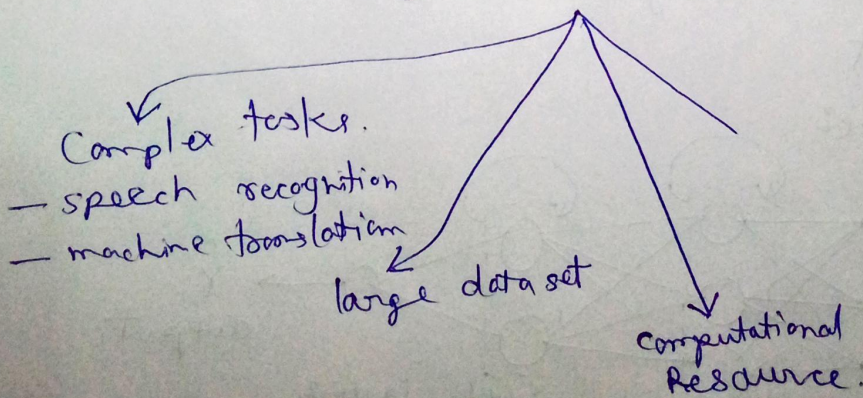 Complex tasks.
– speech recognition
– machine translation
large data set
computational
Resource.